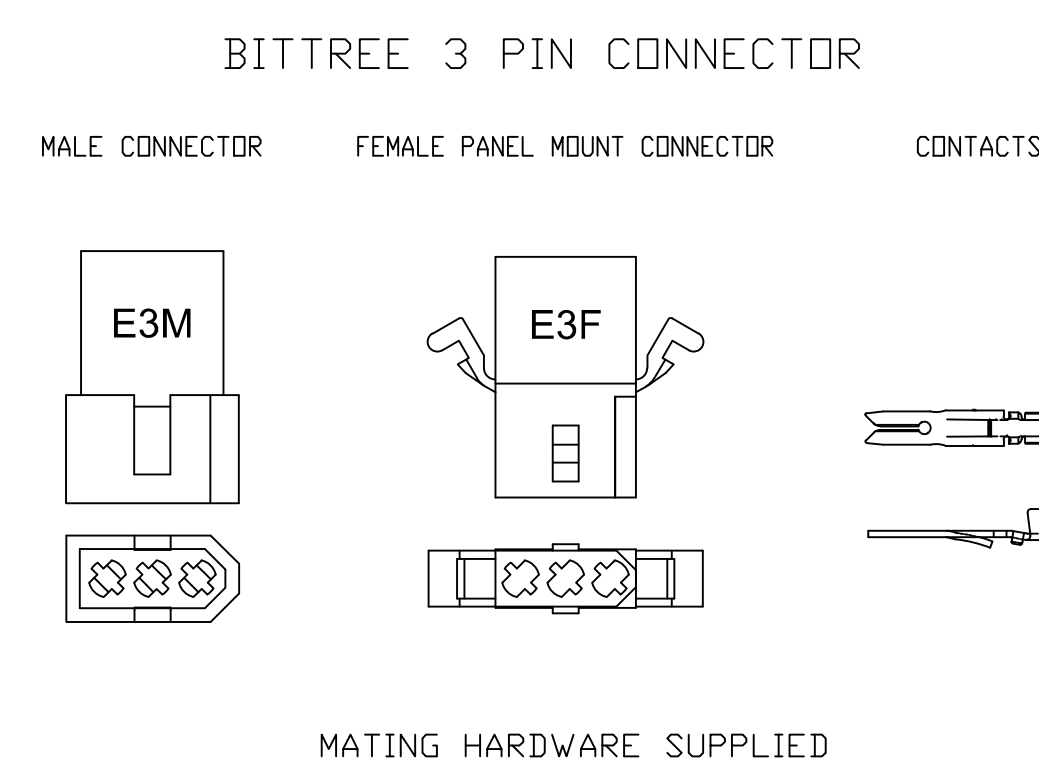 BITTREE 3 PIN CONNECTOR
MALE CONNECTOR
FEMALE PANEL MOUNT CONNECTOR
CONTACTS
E3M
E3F
MATING HARDWARE SUPPLIED